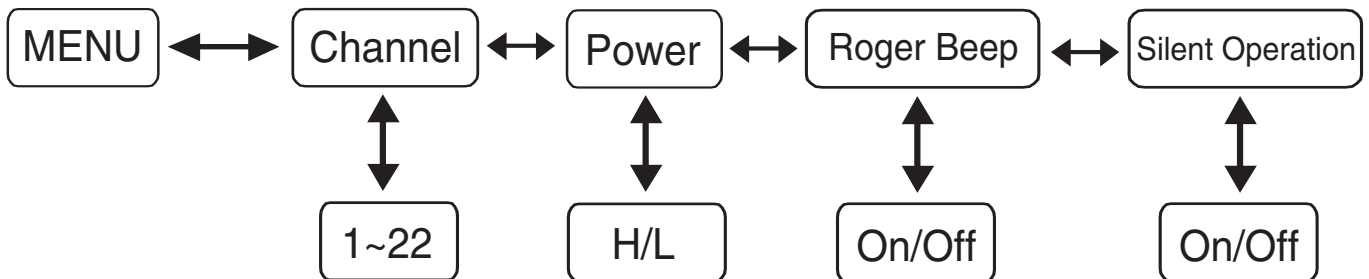 MENU
Channel
Power
Roger Beep
Silent Operation
1~22
H/L
On/Off
On/Off